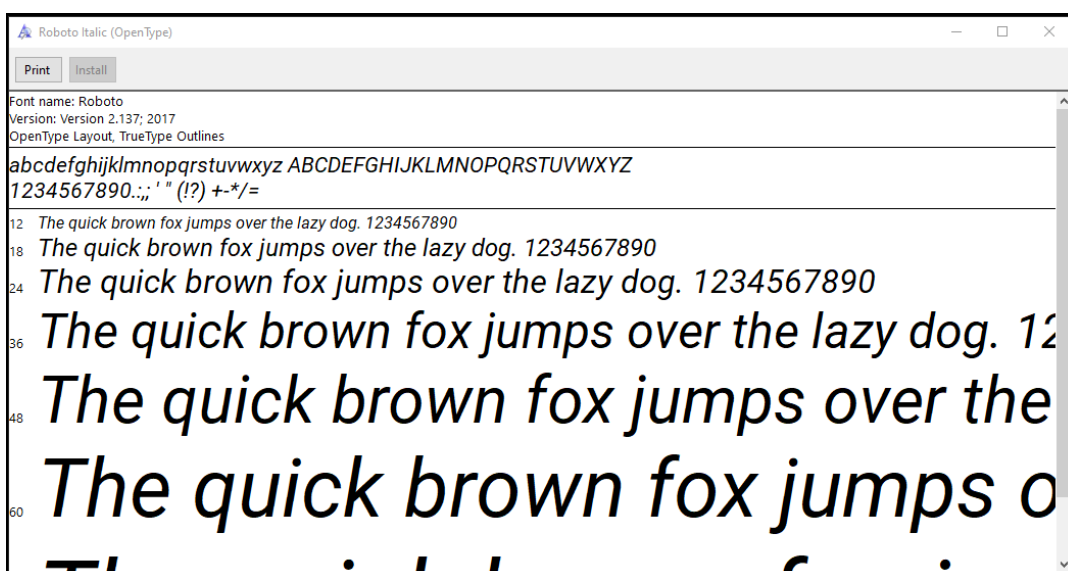 Roboto Italic (OpenType)
Print Install
Font name: Roboto
Version: Version 2.137; 2017
OpenType Layout, TrueType Outlines
abcdefghijklmnopqrstuvwxyz ABCDEFGHIJKLMNOPQRSTUVWXYZ
1234567890.:,; ' " (!?) +-*/=
12 The quick brown fox jumps over the lazy dog. 1234567890
18 The quick brown fox jumps over the lazy dog. 1234567890
24 The quick brown fox jumps over the lazy dog. 1234567890
36 The quick brown fox jumps over the lazy dog. 12
48 The quick brown fox jumps over the
60 The quick brown fox jumps o